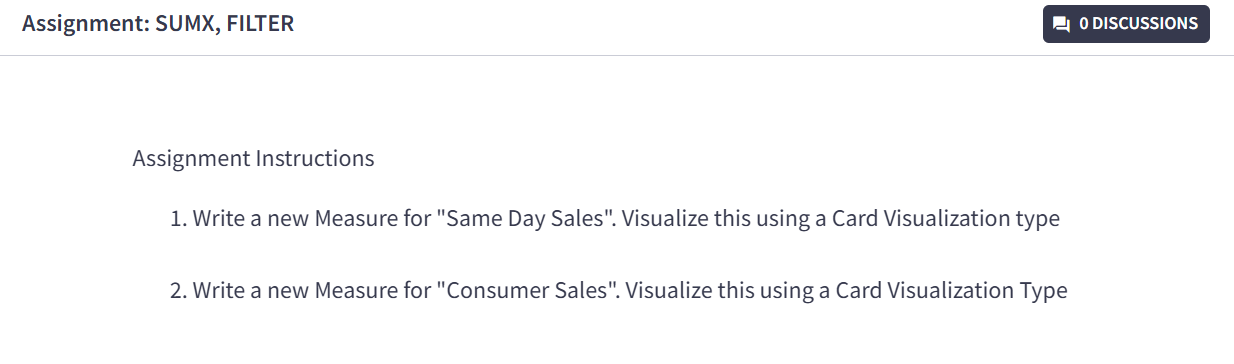 Assignment: SUMX, FILTER
0 DISCUSSIONS
Assignment Instructions
1. Write a new Measure for "Same Day Sales". Visualize this using a Card Visualization type
2. Write a new Measure for "Consumer Sales". Visualize this using a Card Visualization Type